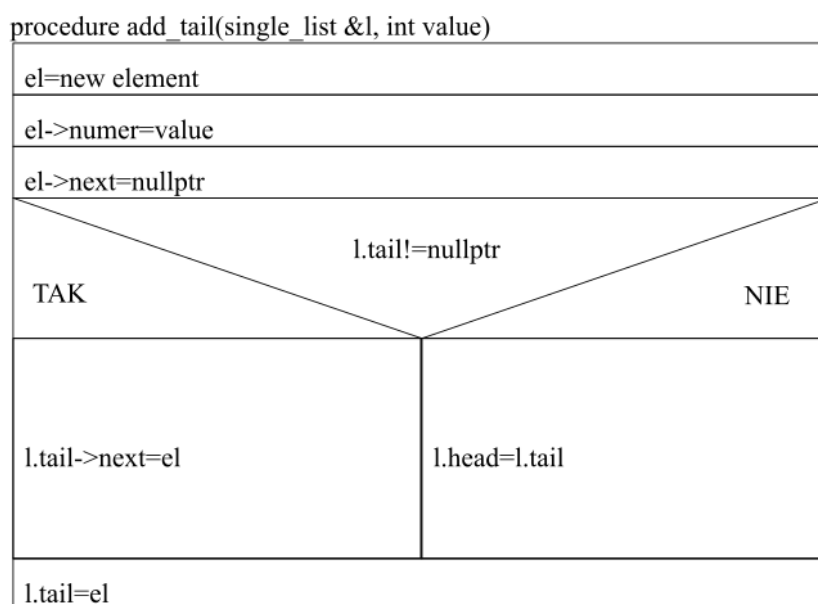 procedure add_tail(single_list &l, int value)
el=new element
el->numer=value
el->next=nullptr
l.tail!=nullptr
TAK
NIE
l.tail->next=el
l.head=l.tail
l.tail=el